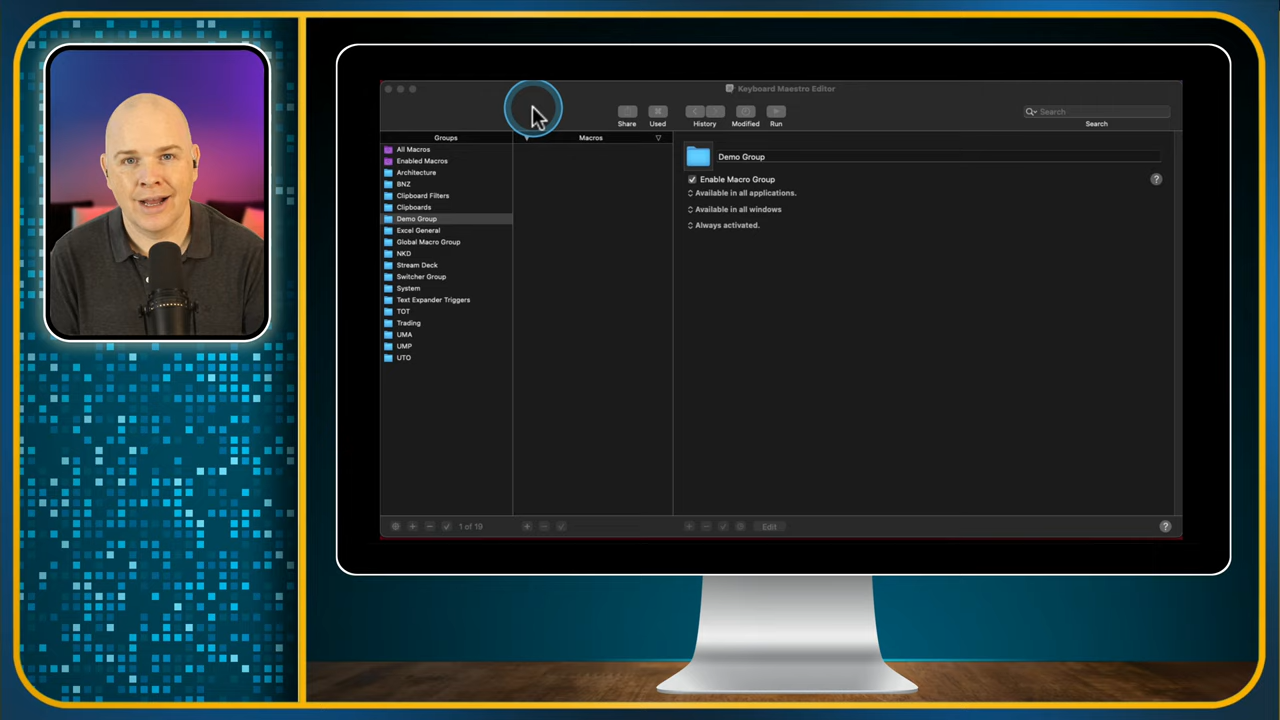 Keyboard Maestro Editor
Share
Used
History
Modified
Run
Search
Search
Groups
Macros
All Macros
Enabled Macros
Architecture
BNZ
Clipboard Filters
Clipboards
Demo Group
Excel General
Global Macro Group
NKD
Stream Deck
Switcher Group
System
Text Expander Triggers
TOT
Trading
UMA
UMP
UTO
Demo Group
Enable Macro Group
?
Available in all applications.
Available in all windows
Always activated.
1 of 19
Edit
?